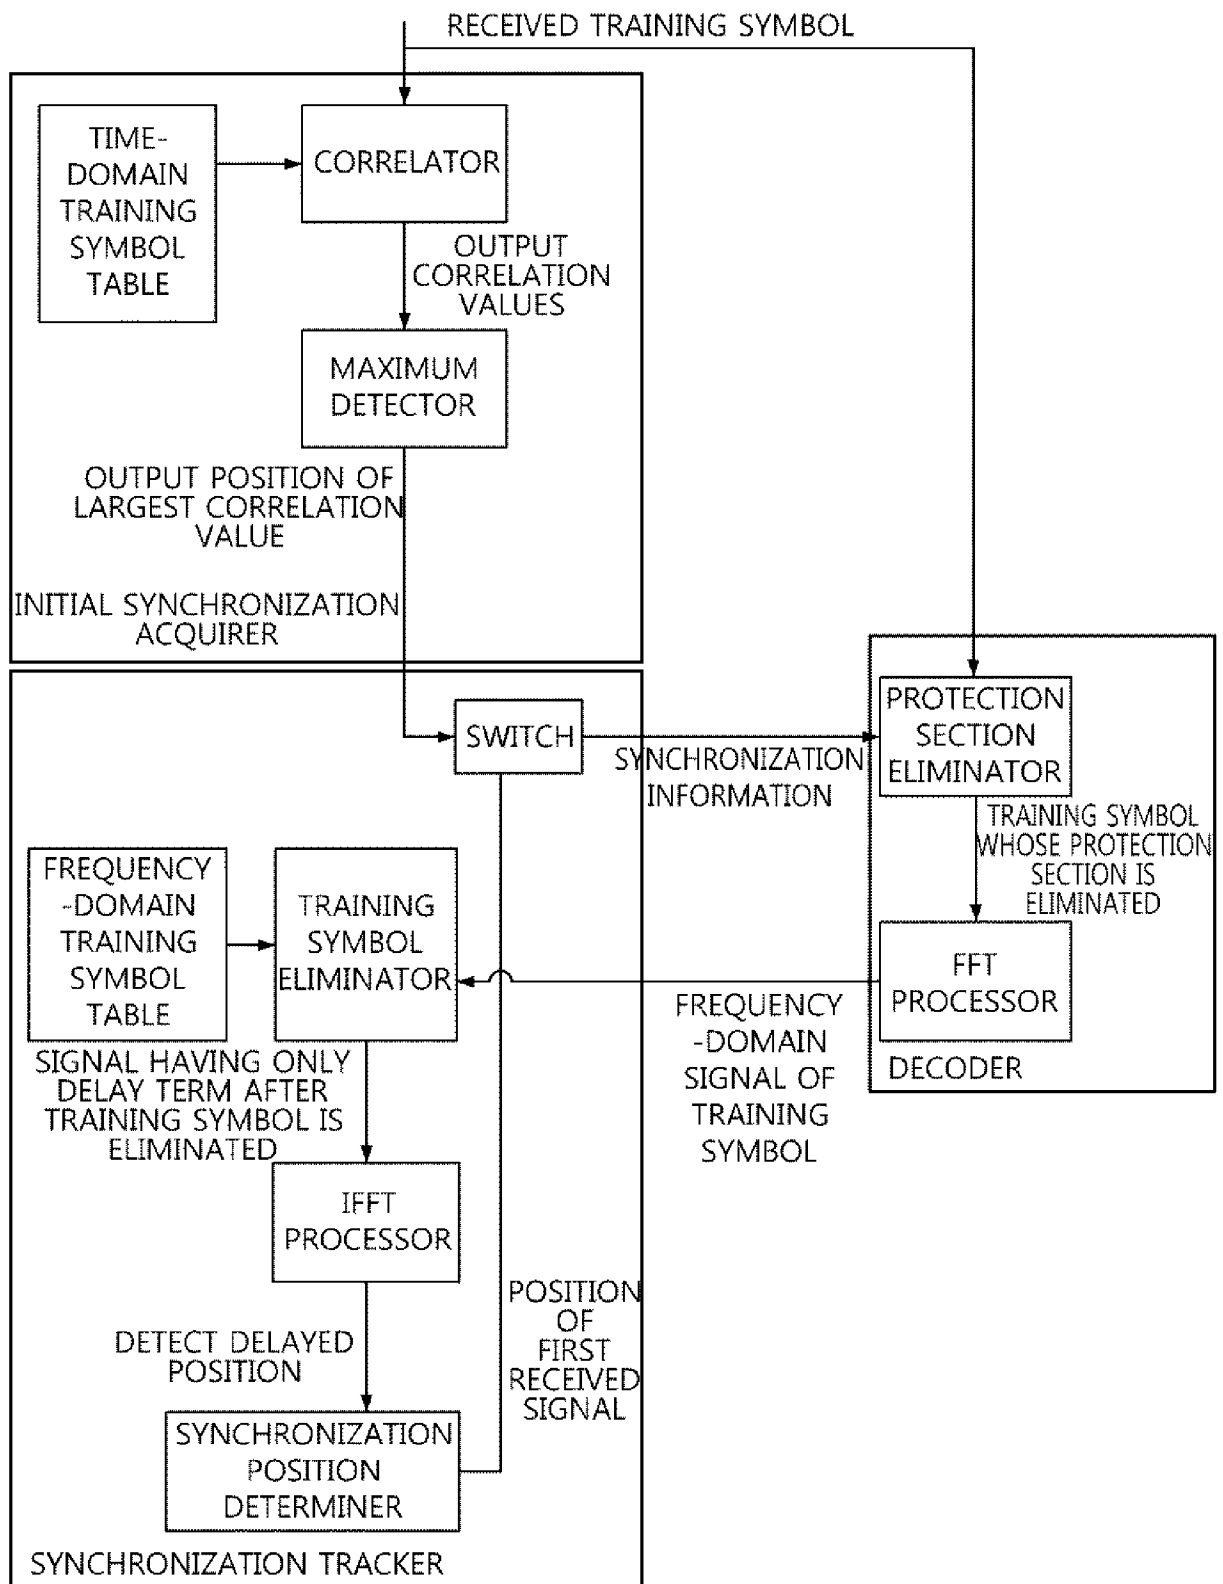 RECEIVED TRAINING SYMBOL
TIME-
DOMAIN
TRAINING
SYMBOL
TABLE
CORRELATOR
OUTPUT
CORRELATION
VALUES
MAXIMUM
DETECTOR
OUTPUT POSITION OF
LARGEST CORRELATION
VALUE
INITIAL SYNCHRONIZATION
ACQUIRER
SWITCH
SYNCHRONIZATION
INFORMATION
PROTECTION
SECTION
ELIMINATOR
TRAINING SYMBOL
WHOSE PROTECTION
SECTION IS
ELIMINATED
FREQUENCY
-DOMAIN
TRAINING
SYMBOL
TABLE
TRAINING
SYMBOL
ELIMINATOR
FFT
PROCESSOR
DECODER
FREQUENCY
-DOMAIN
SIGNAL OF
TRAINING
SYMBOL
SIGNAL HAVING ONLY
DELAY TERM AFTER
TRAINING SYMBOL IS
ELIMINATED
IFFT
PROCESSOR
DETECT DELAYED
POSITION
POSITION
OF
FIRST
RECEIVED
SIGNAL
SYNCHRONIZATION
POSITION
DETERMINER
SYNCHRONIZATION TRACKER